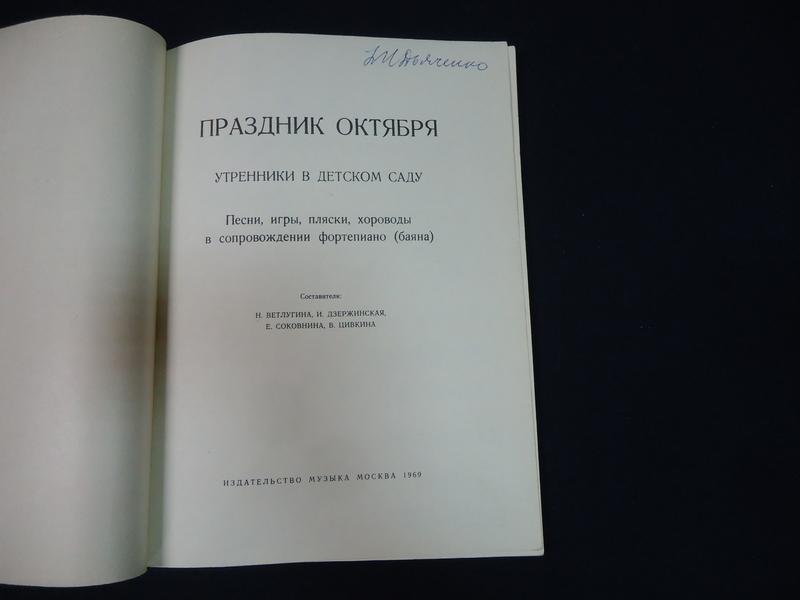 Дьяченко
ПРАЗДНИК ОКТЯБРЯ
УТРЕННИКИ В ДЕТСКОМ САДУ
Песни, игры, пляски, хороводы
в сопровождении фортепиано (баяна)
Составители:
Н. ВЕТЛУГИНА, И. ДЗЕРЖИНСКАЯ,
Е. СОКОВНИНА, В. ЦИВКИНА
ИЗДАТЕЛЬСТВО МУЗЫКА МОСКВА 1969